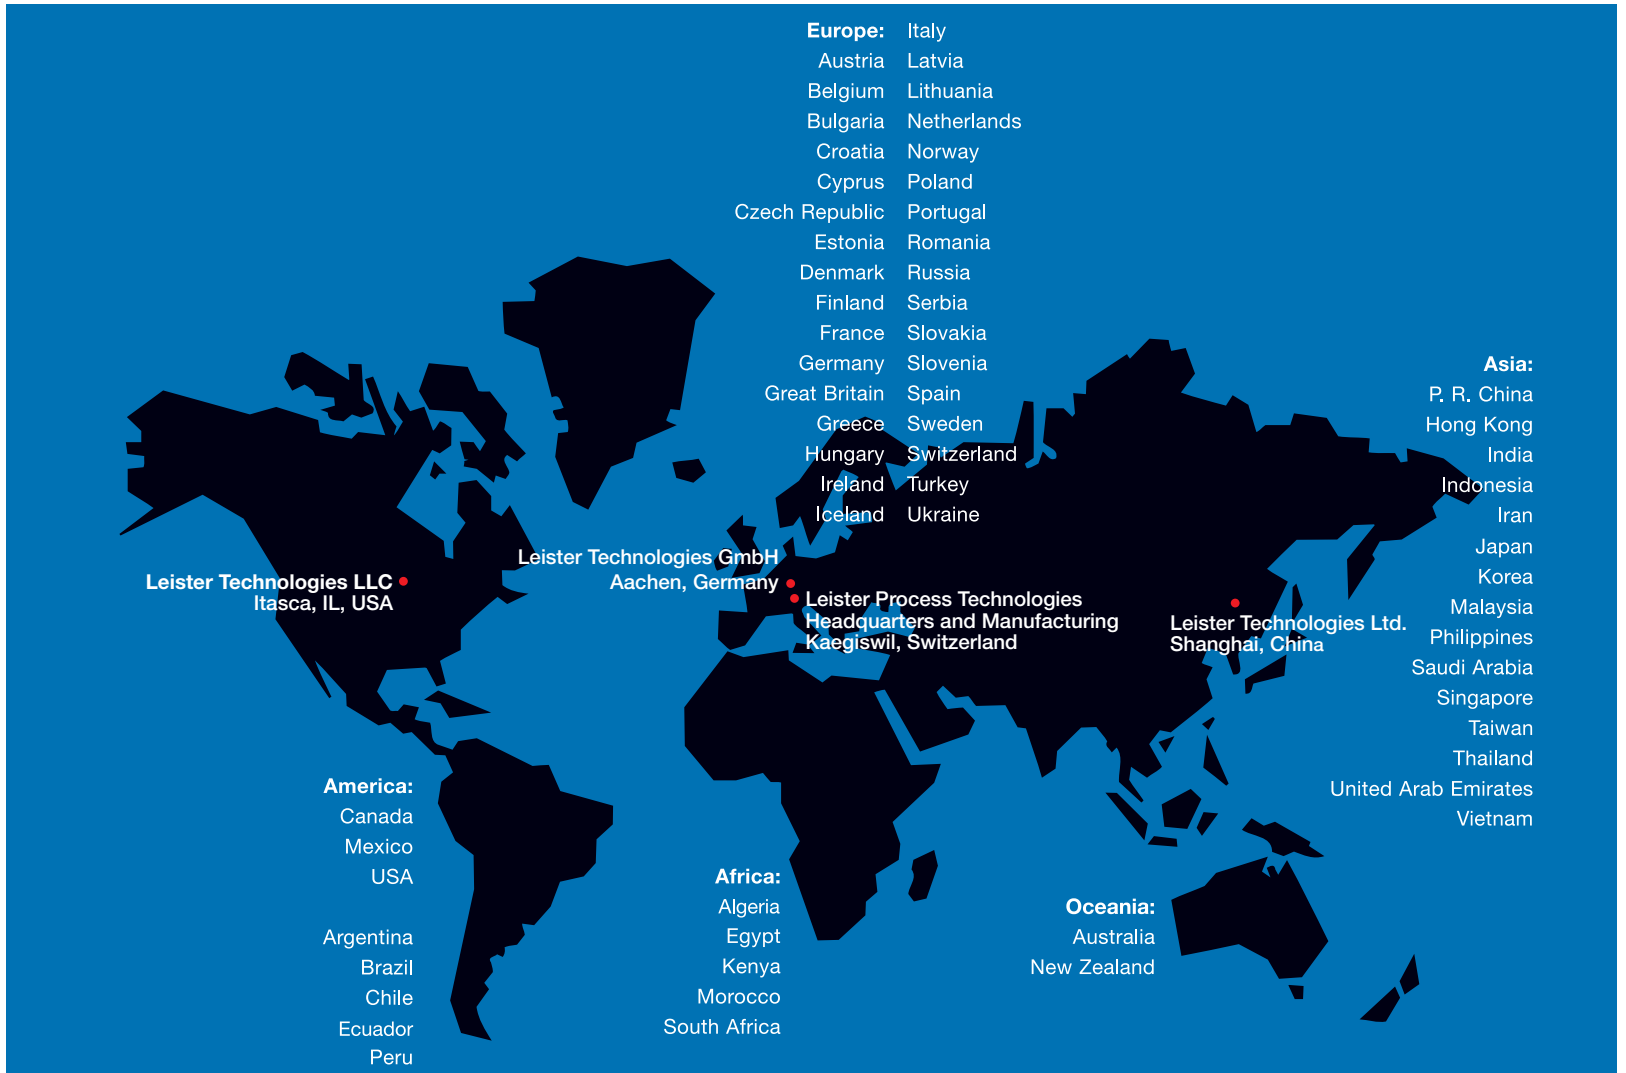 Europe:
Austria
Belgium
Bulgaria
Croatia
Cyprus
Czech Republic
Estonia
Denmark
Finland
France
Germany
Great Britain
Greece
Hungary
Ireland
Iceland
Italy
Latvia
Lithuania
Netherlands
Norway
Poland
Portugal
Romania
Russia
Serbia
Slovakia
Slovenia
Spain
Sweden
Switzerland
Turkey
Ukraine
Leister Technologies LLC
Itasca, IL, USA
Leister Technologies GmbH
Aachen, Germany
Leister Process Technologies
Headquarters and Manufacturing
Kaegiswil, Switzerland
Leister Technologies Ltd.
Shanghai, China
Asia:
P. R. China
Hong Kong
India
Indonesia
Iran
Japan
Korea
Malaysia
Philippines
Saudi Arabia
Singapore
Taiwan
Thailand
United Arab Emirates
Vietnam
America:
Canada
Mexico
USA
Argentina
Brazil
Chile
Ecuador
Peru
Africa:
Algeria
Egypt
Kenya
Morocco
South Africa
Oceania:
Australia
New Zealand